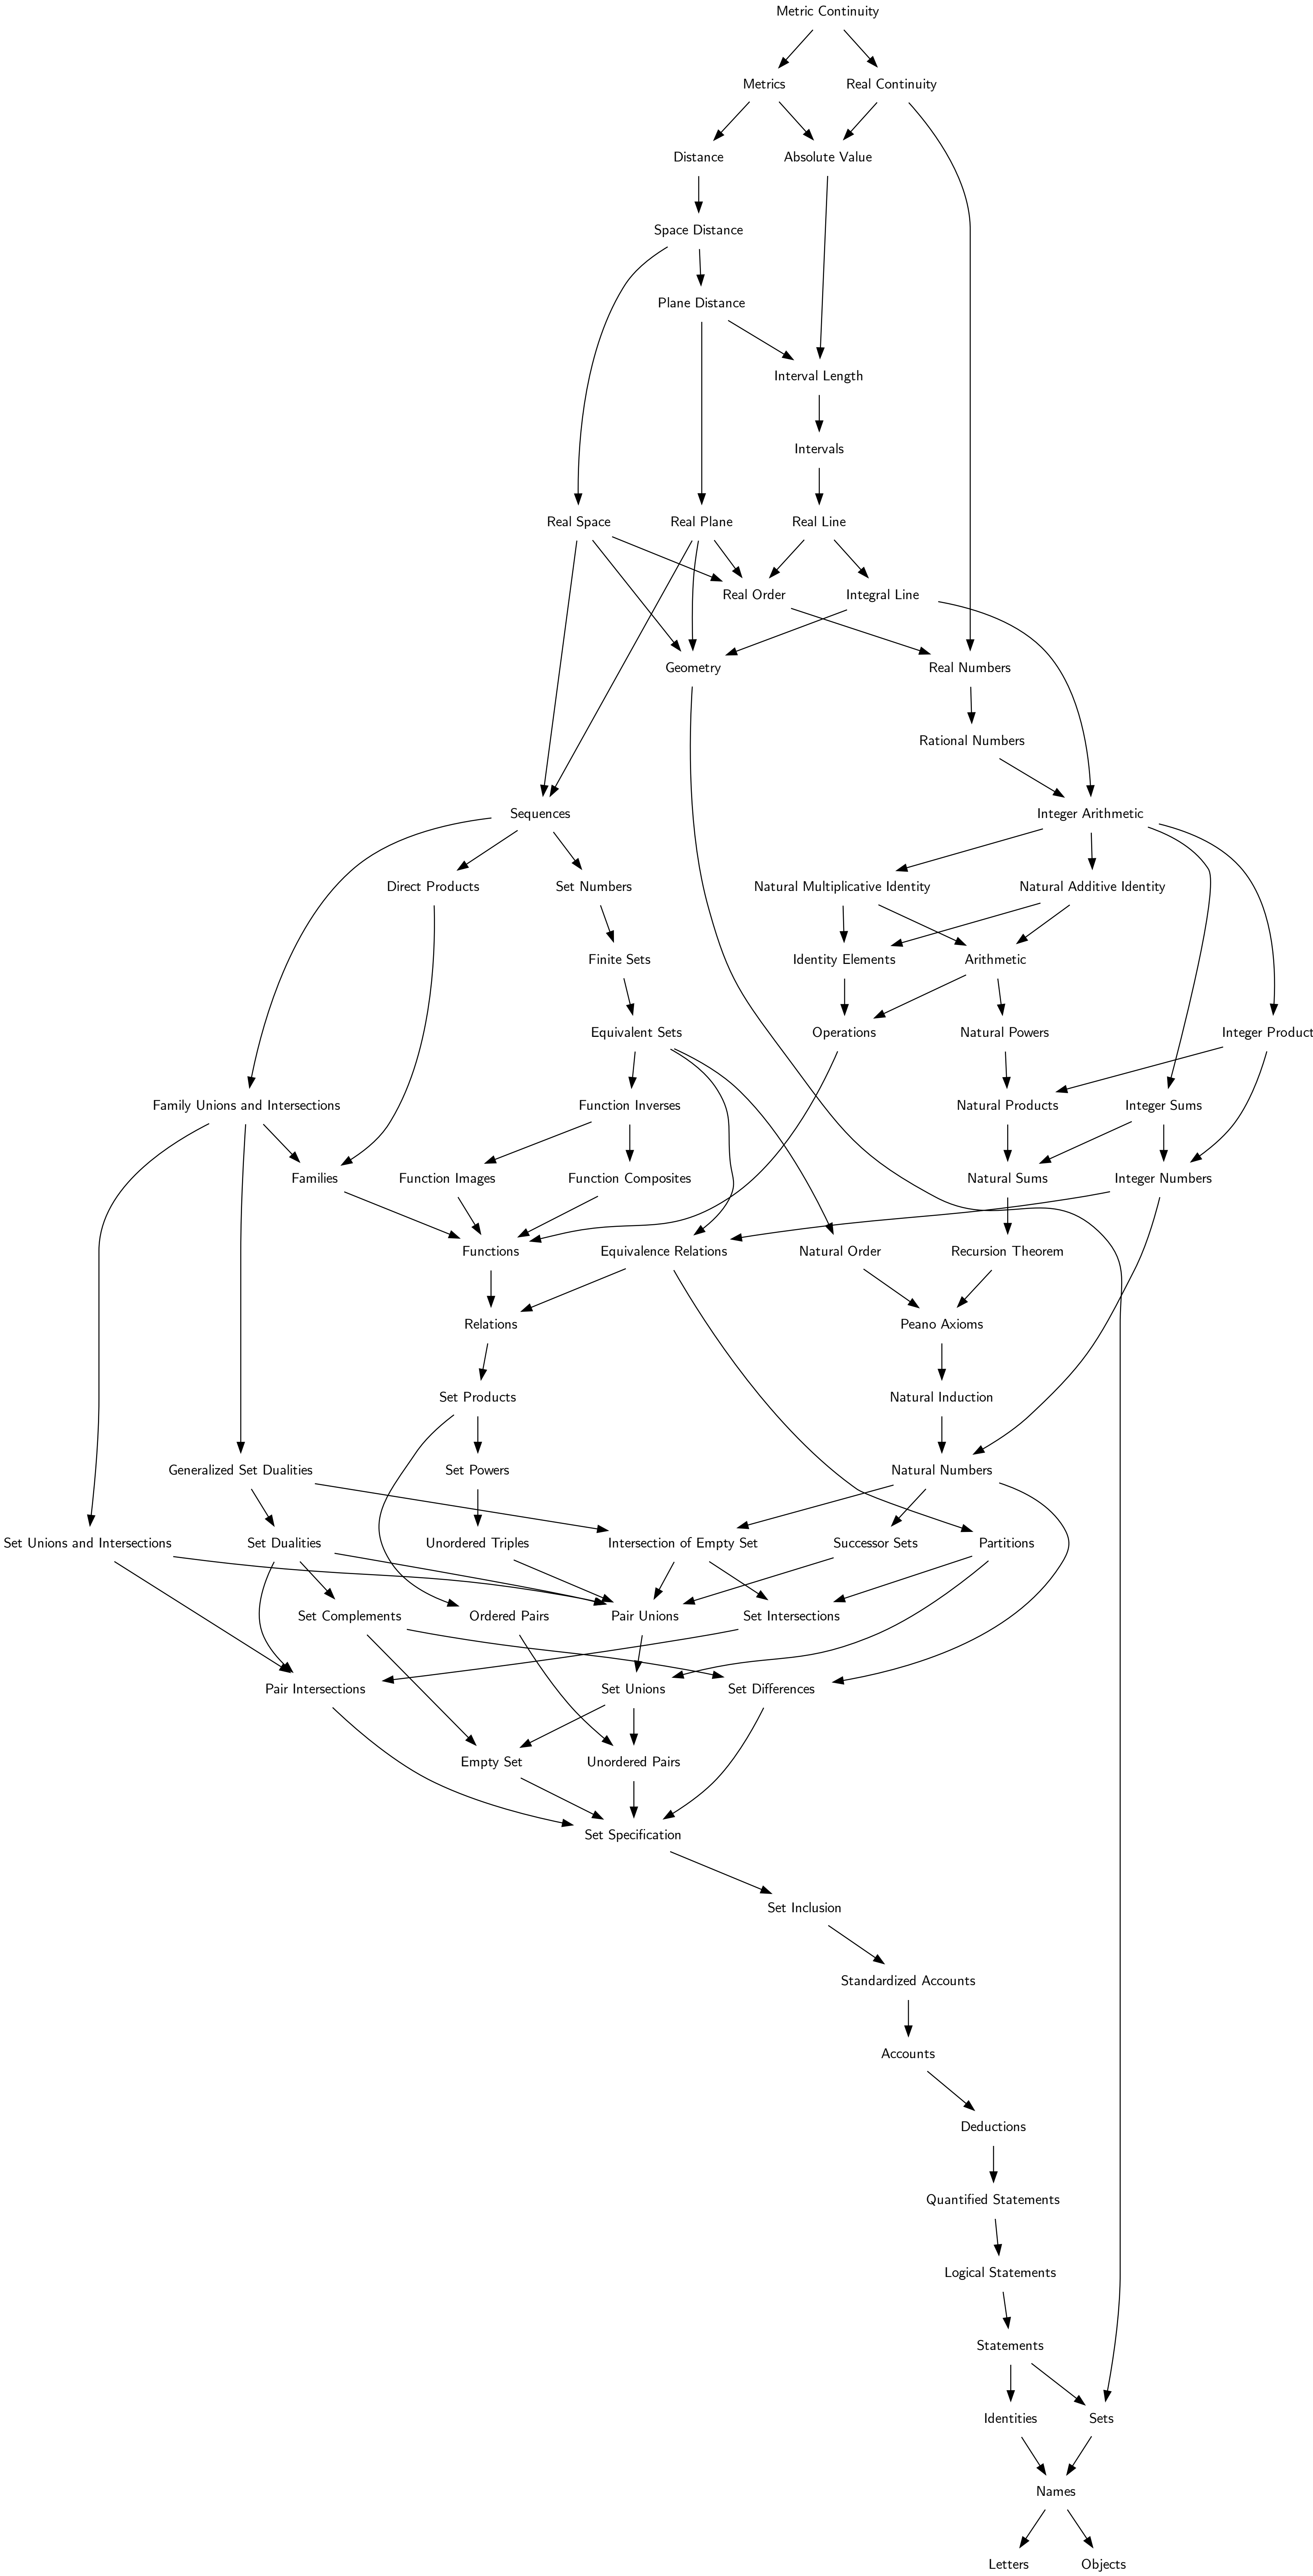 Metric Continuity
Metrics
Real Continuity
Distance
Absolute Value
Space Distance
Plane Distance
Interval Length
Intervals
Real Space
Real Plane
Real Line
Real Order
Integral Line
Geometry
Real Numbers
Rational Numbers
Sequences
Integer Arithmetic
Direct Products
Set Numbers
Natural Multiplicative Identity
Natural Additive Identity
Finite Sets
Identity Elements
Arithmetic
Equivalent Sets
Operations
Natural Powers
Integer Product
Family Unions and Intersections
Function Inverses
Natural Products
Integer Sums
Families
Function Images
Function Composites
Natural Sums
Integer Numbers
Functions
Equivalence Relations
Natural Order
Recursion Theorem
Relations
Peano Axioms
Set Products
Natural Induction
Generalized Set Dualities
Set Powers
Natural Numbers
Set Unions and Intersections
Set Dualities
Unordered Triples
Intersection of Empty Set
Successor Sets
Partitions
Set Complements
Ordered Pairs
Pair Unions
Set Intersections
Pair Intersections
Set Unions
Set Differences
Empty Set
Unordered Pairs
Set Specification
Set Inclusion
Standardized Accounts
Accounts
Deductions
Quantified Statements
Logical Statements
Statements
Identities
Sets
Names
Letters
Objects